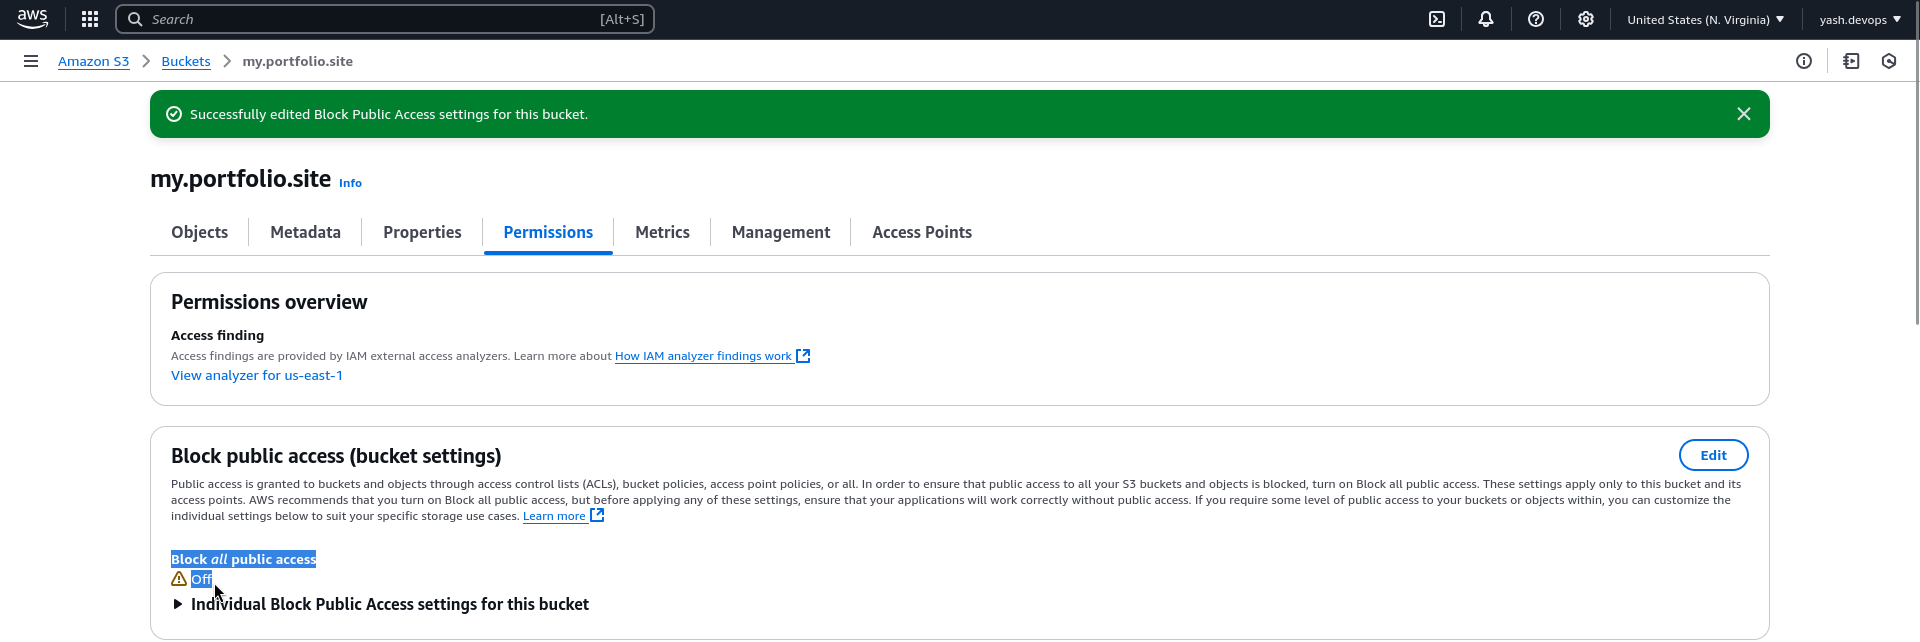 aws
Search [Alt+S]
United States (N. Virginia) yash.devops
Amazon S3 Buckets my.portfolio.site
Successfully edited Block Public Access settings for this bucket.
my.portfolio.site Info
Objects Metadata Properties Permissions Metrics Management Access Points
Permissions overview
Access finding
Access findings are provided by IAM external access analyzers. Learn more about How IAM analyzer findings work
View analyzer for us-east-1
Block public access (bucket settings)
Edit
Public access is granted to buckets and objects through access control lists (ACLs), bucket policies, access point policies, or all. In order to ensure that public access to all your S3 buckets and objects is blocked, turn on Block all public access. These settings apply only to this bucket and its
access points. AWS recommends that you turn on Block all public access, but before applying any of these settings, ensure that your applications will work correctly without public access. If you require some level of public access to your buckets or objects within, you can customize the
individual settings below to suit your specific storage use cases. Learn more
Block all public access
Off
Individual Block Public Access settings for this bucket